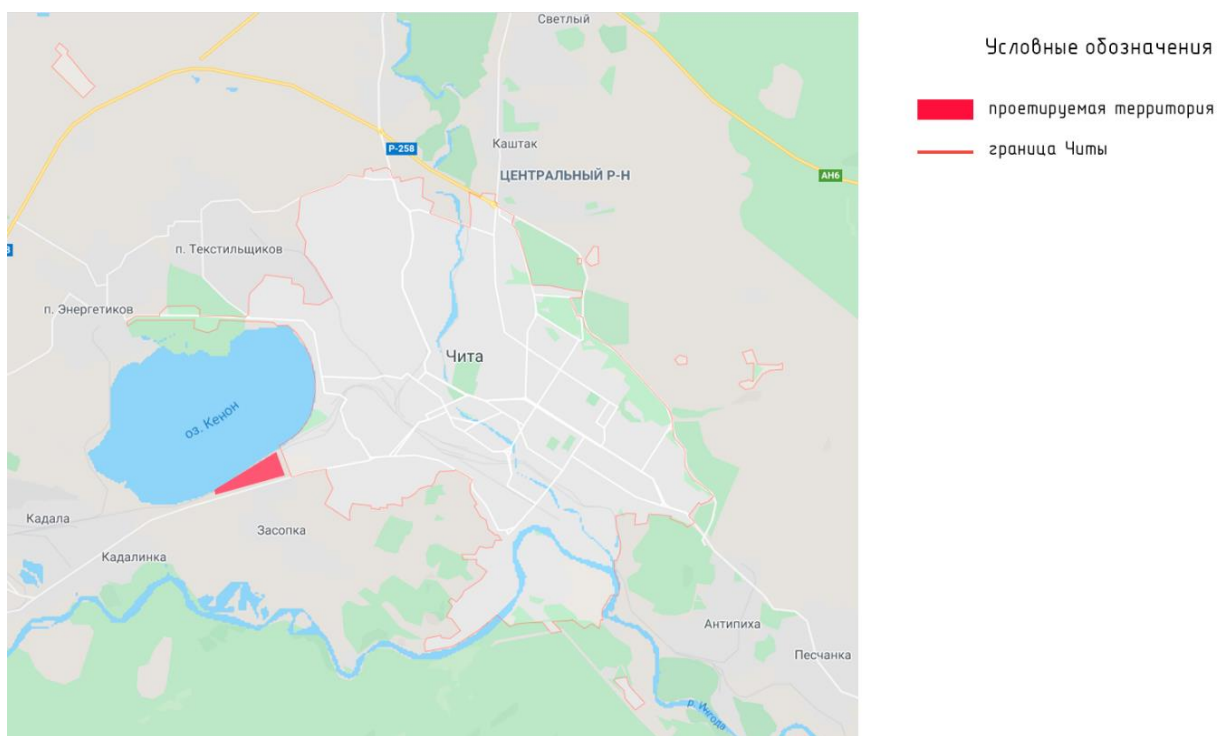 Светлый
Условные обозначения
проетируемая территория
Р-258
Каштак
граница Читы
ЦЕНТРАЛЬНЫЙ Р-Н
AH6
п. Текстильщиков
п. Энергетиков
Чита
оз. Кенон
Кадала
Засопка
Кадалинка
Антипиха
Песчанка
р. Ингода